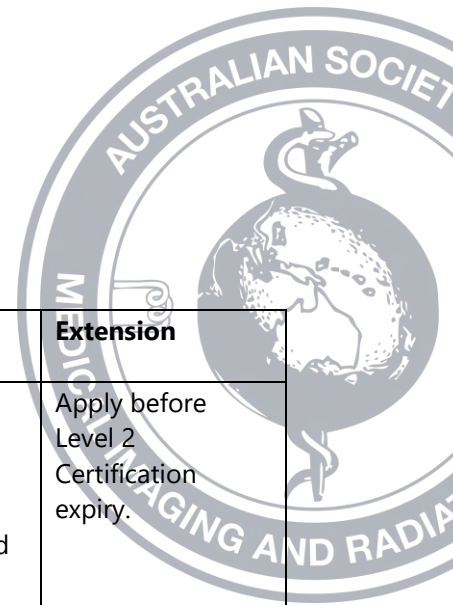 AUSTRALIAN SOCIET
MEDICAL IMAGING AND RADIAT
Extension
Apply before
Level 2
Certification
expiry.
d